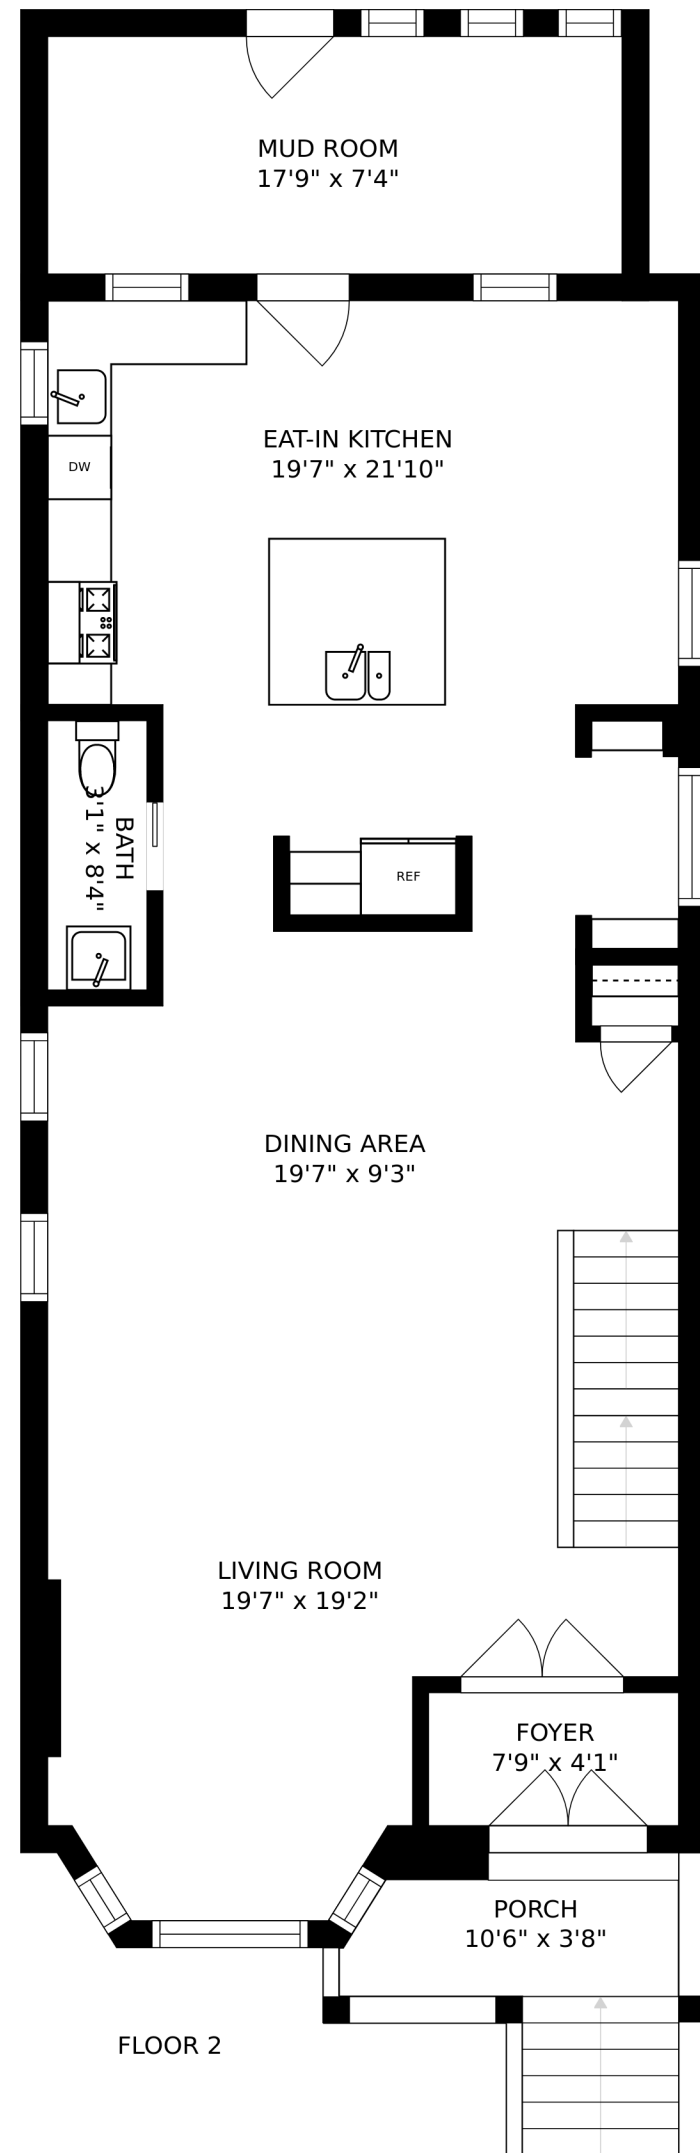 MUD ROOM
17'9" x 7'4"
EAT-IN KITCHEN
19'7" x 21'10"
DW
BATH
3'1" x 8'4"
REF
DINING AREA
19'7" x 9'3"
LIVING ROOM
19'7" x 19'2"
FOYER
7'9" x 4'1"
PORCH
10'6" x 3'8"
FLOOR 2